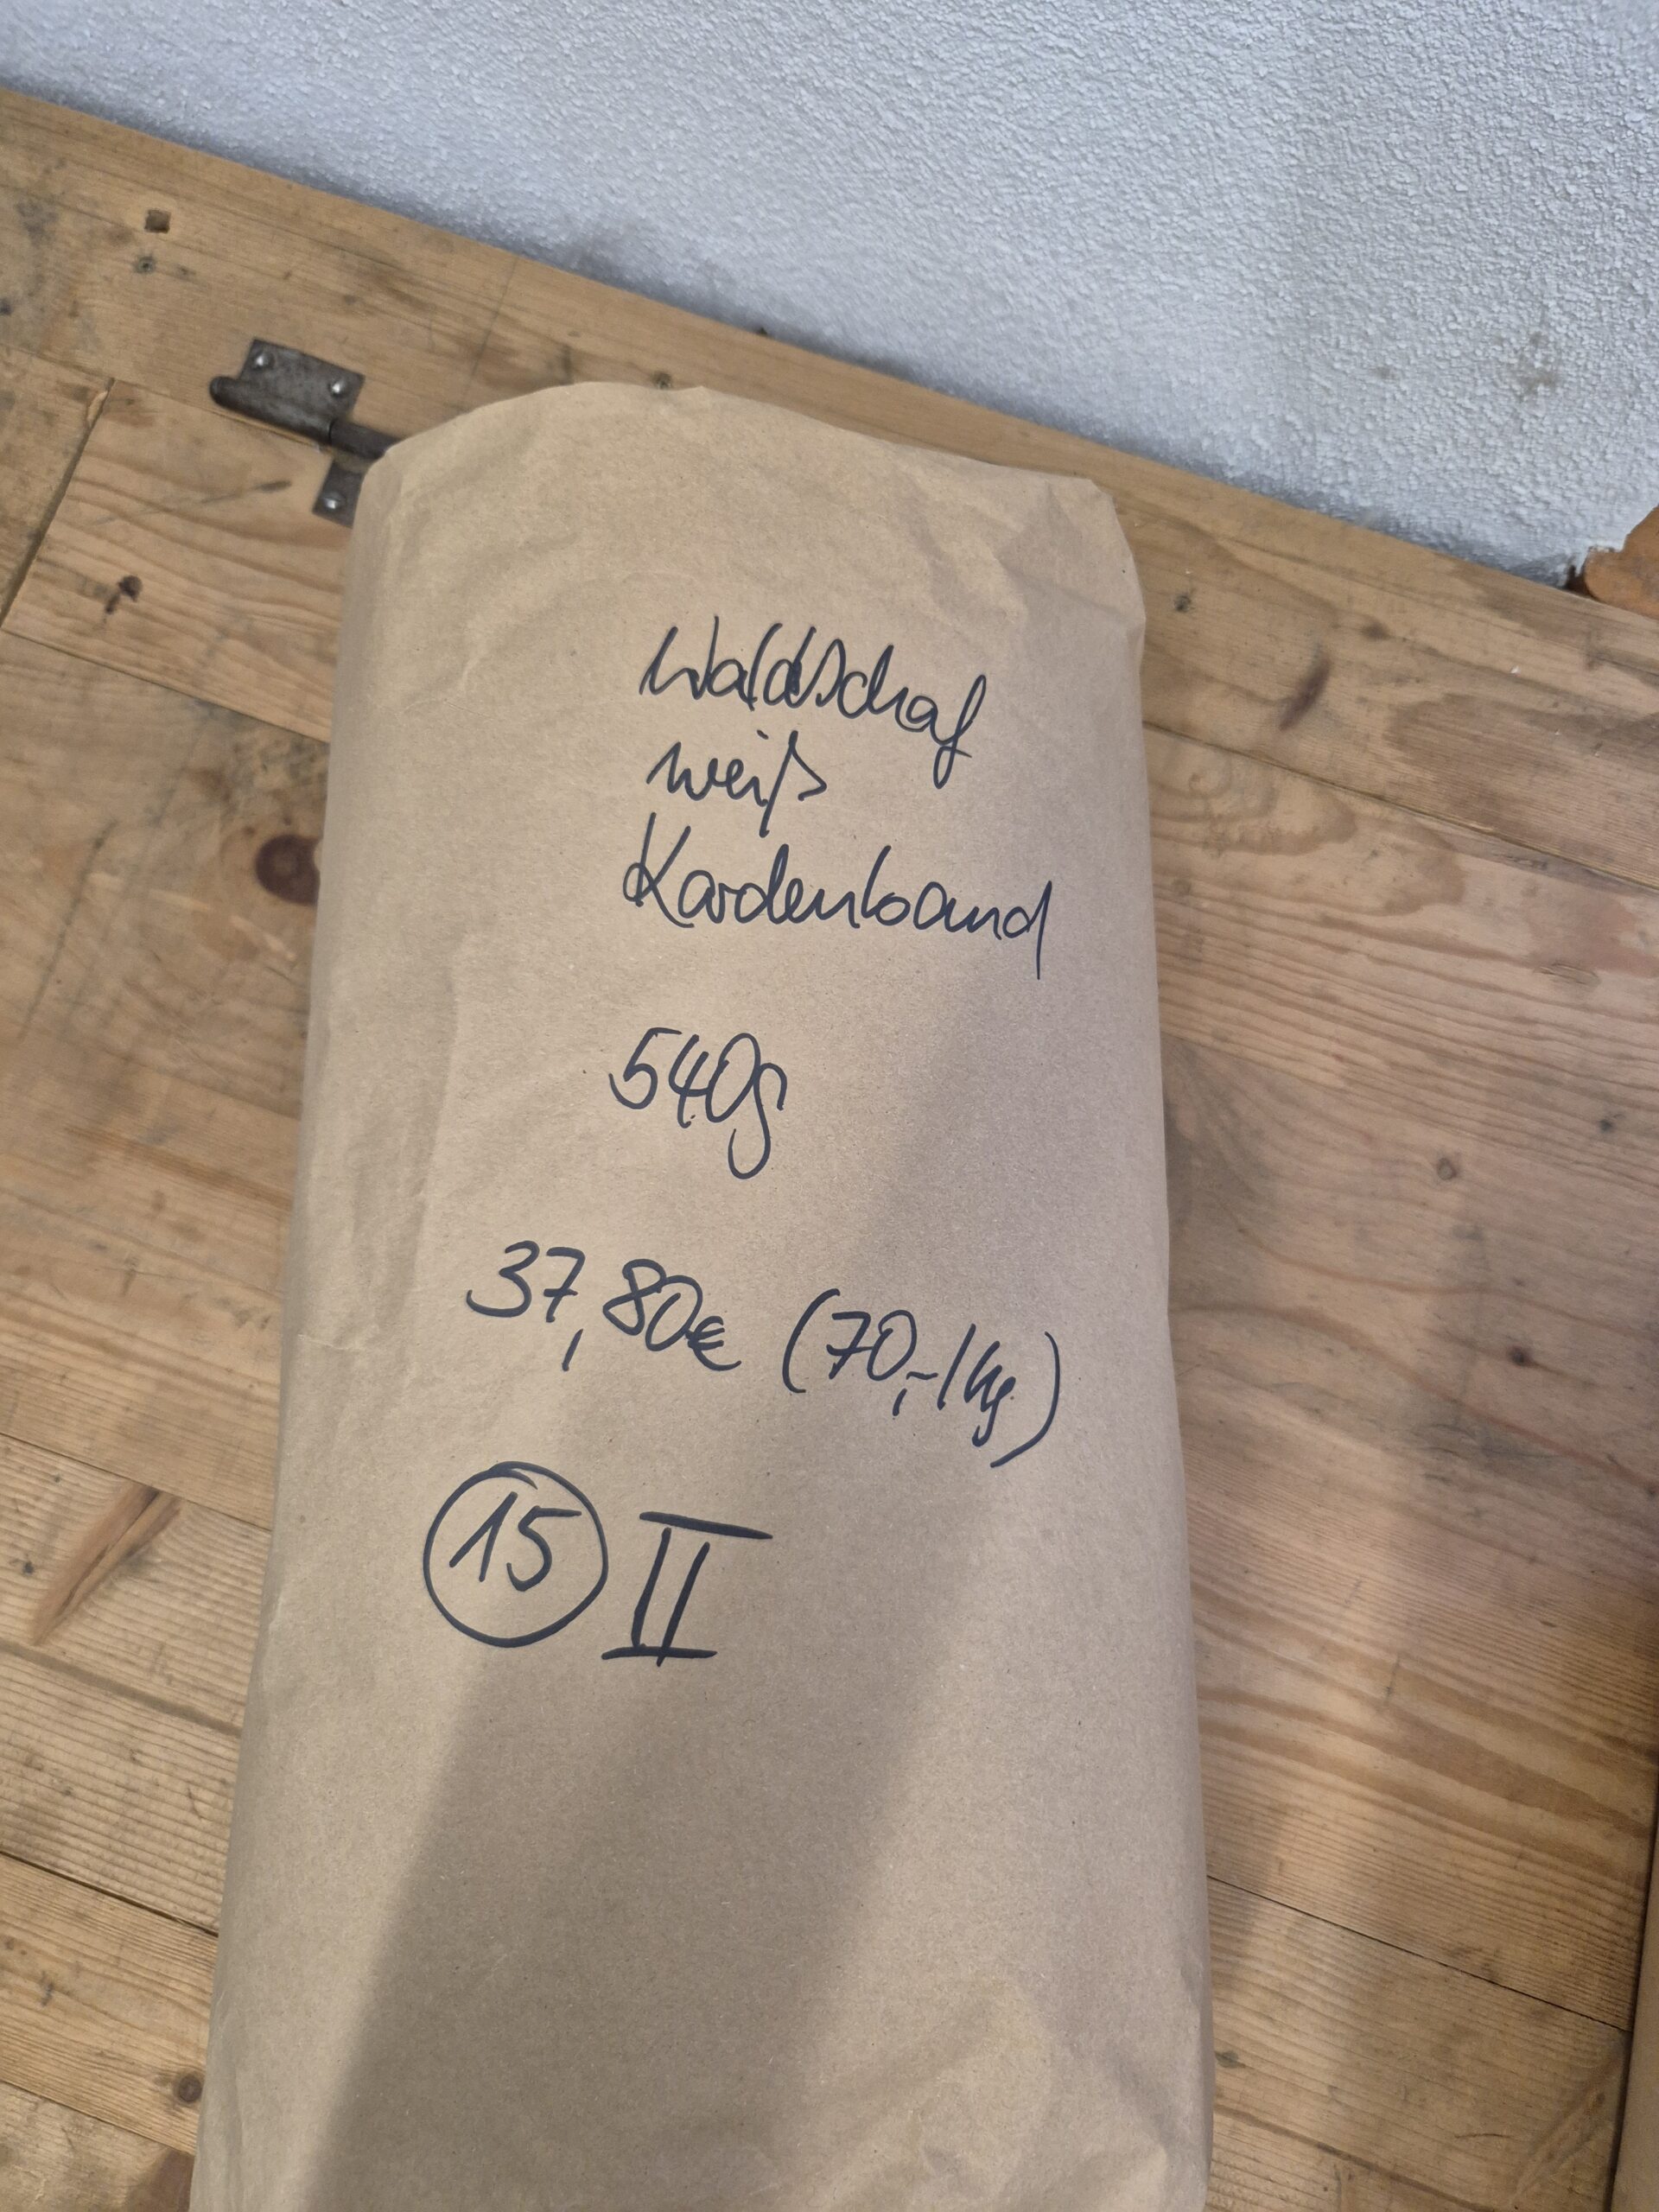 Waldschaf
weiß
Kardenband
540g
37,80€ (70,-/kg)
15 II